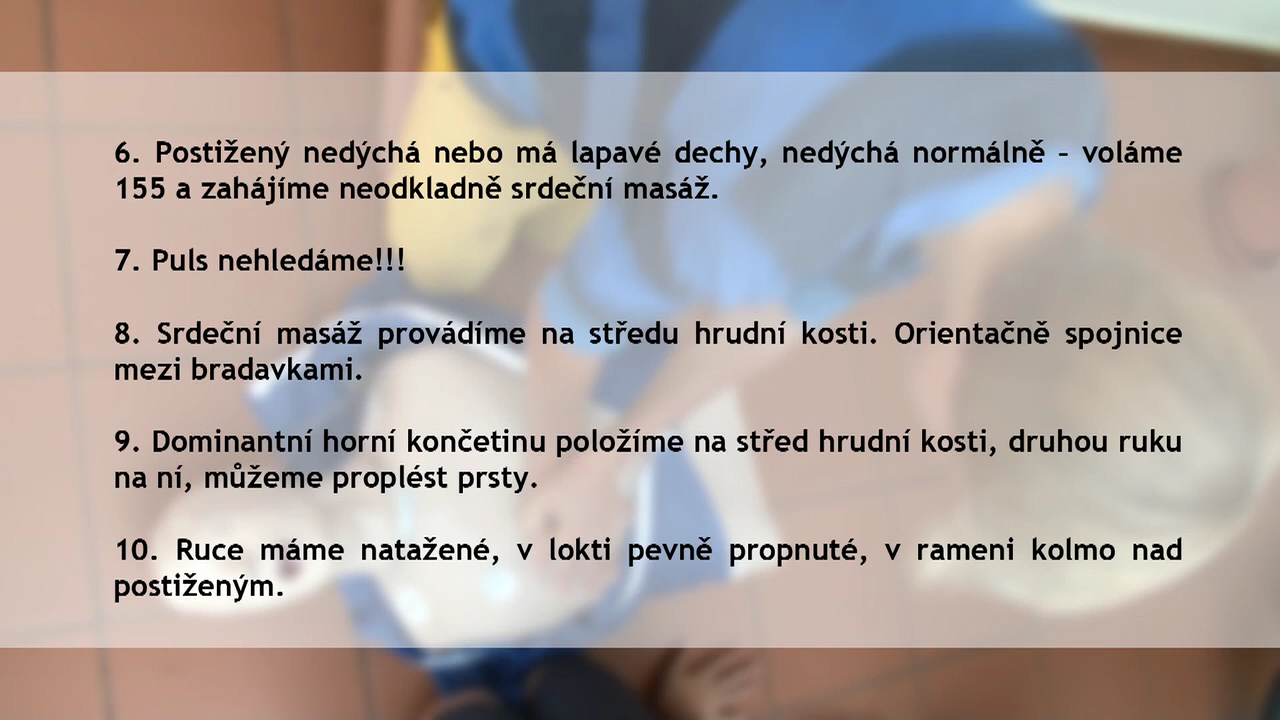 6. Postižený nedýchá nebo má lapavé dechy, nedýchá normálně – voláme
155 a zahájíme neodkladně srdeční masáž.
7. Puls nehledáme!!!
8. Srdeční masáž provádíme na středu hrudní kosti. Orientačně spojnice
mezi bradavkami.
9. Dominantní horní končetinu položíme na střed hrudní kosti, druhou ruku
na ní, můžeme proplést prsty.
10. Ruce máme natažené, v lokti pevně propnuté, v rameni kolmo nad
postiženým.